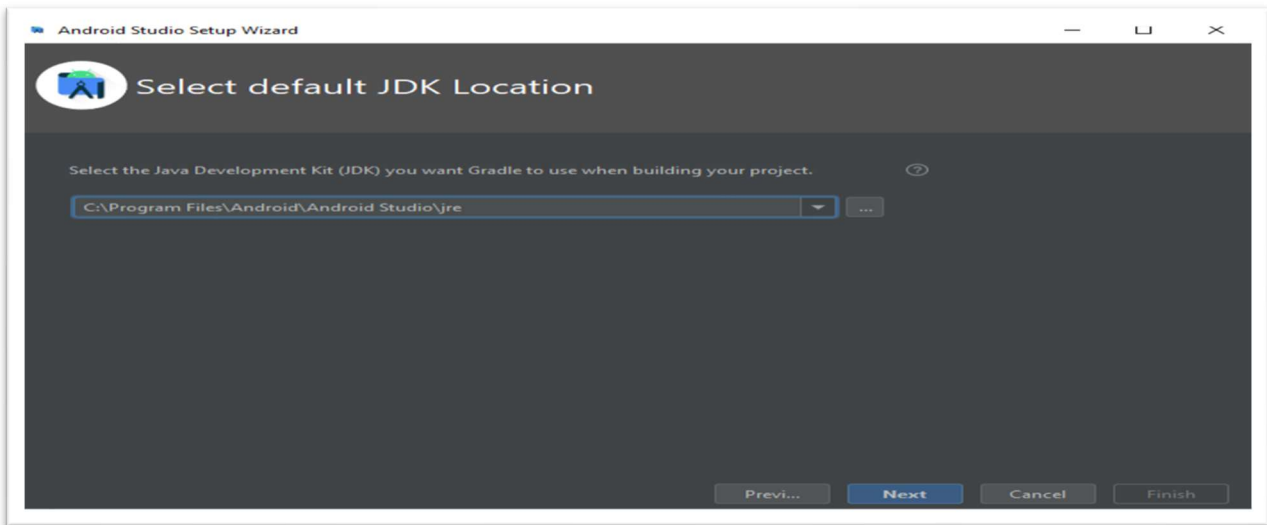 Android Studio Setup Wizard
Select default JDK Location
Select the Java Development Kit (JDK) you want Gradle to use when building your project.
C:\Program Files\Android\Android Studio\jre
...
Previ... Next Cancel Finish